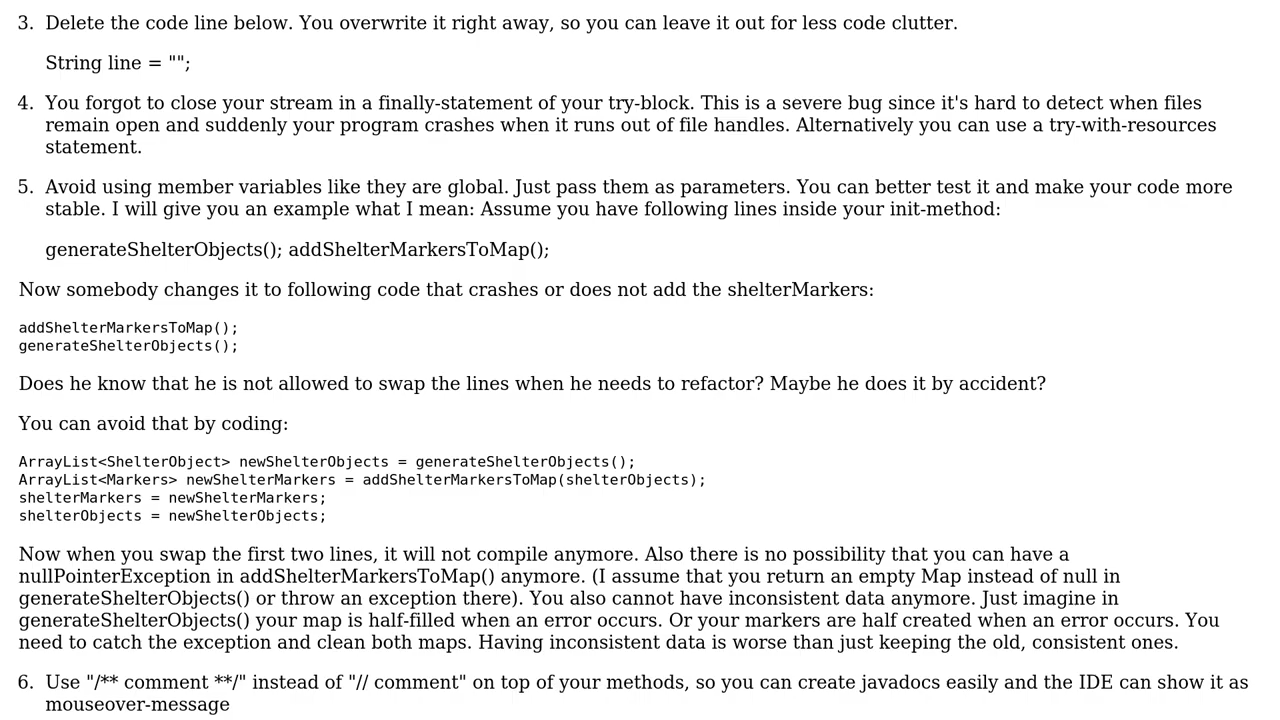 3. Delete the code line below. You overwrite it right away, so you can leave it out for less code clutter.
String line = "";
4. You forgot to close your stream in a finally-statement of your try-block. This is a severe bug since it's hard to detect when files
remain open and suddenly your program crashes when it runs out of file handles. Alternatively you can use a try-with-resources
statement.
5. Avoid using member variables like they are global. Just pass them as parameters. You can better test it and make your code more
stable. I will give you an example what I mean: Assume you have following lines inside your init-method:
generateShelterObjects(); addShelterMarkersToMap();
Now somebody changes it to following code that crashes or does not add the shelterMarkers:
addShelterMarkersToMap();
generateShelterObjects();
Does he know that he is not allowed to swap the lines when he needs to refactor? Maybe he does it by accident?
You can avoid that by coding:
ArrayList<ShelterObject> newShelterObjects = generateShelterObjects();
ArrayList<Markers> newShelterMarkers = addShelterMarkersToMap(shelterObjects);
shelterMarkers = newShelterMarkers;
shelterObjects = newShelterObjects;
Now when you swap the first two lines, it will not compile anymore. Also there is no possibility that you can have a
nullPointerException in addShelterMarkersToMap() anymore. (I assume that you return an empty Map instead of null in
generateShelterObjects() or throw an exception there). You also cannot have inconsistent data anymore. Just imagine in
generateShelterObjects() your map is half-filled when an error occurs. Or your markers are half created when an error occurs. You
need to catch the exception and clean both maps. Having inconsistent data is worse than just keeping the old, consistent ones.
6. Use "/** comment **/" instead of "// comment" on top of your methods, so you can create javadocs easily and the IDE can show it as
mouseover-message